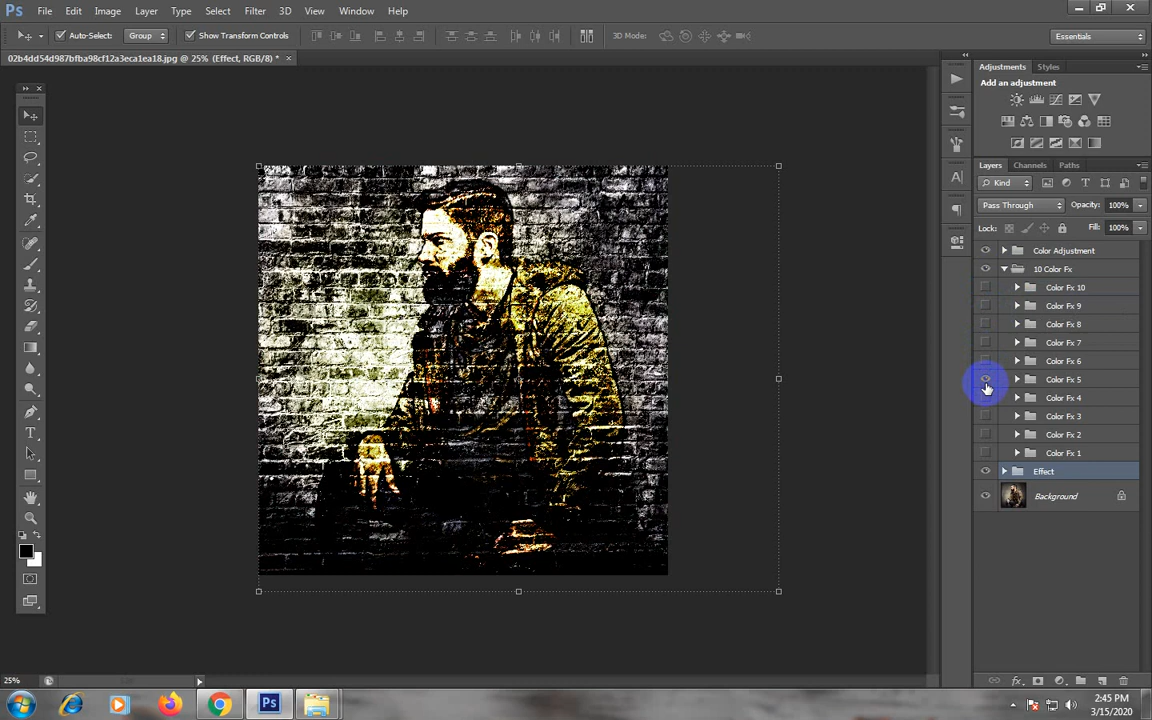 Ps File Edit Image Layer Type Select Filter 3D View Window Help
Auto-Select: Group Show Transform Controls 3D Mode: Essentials
02b4dd54d987bfba98cf12a3eca1ea18.jpg @ 25% (Effect, RGB/8) * ×
Adjustments Styles
Add an adjustment
Layers Channels Paths
Kind
Pass Through Opacity: 100%
Lock: Fill: 100%
Color Adjustment
10 Color Fx
Color Fx 10
Color Fx 9
Color Fx 8
Color Fx 7
Color Fx 6
Color Fx 5
Color Fx 4
Color Fx 3
Color Fx 2
Color Fx 1
Effect
Background
25%
2:45 PM
3/15/2020